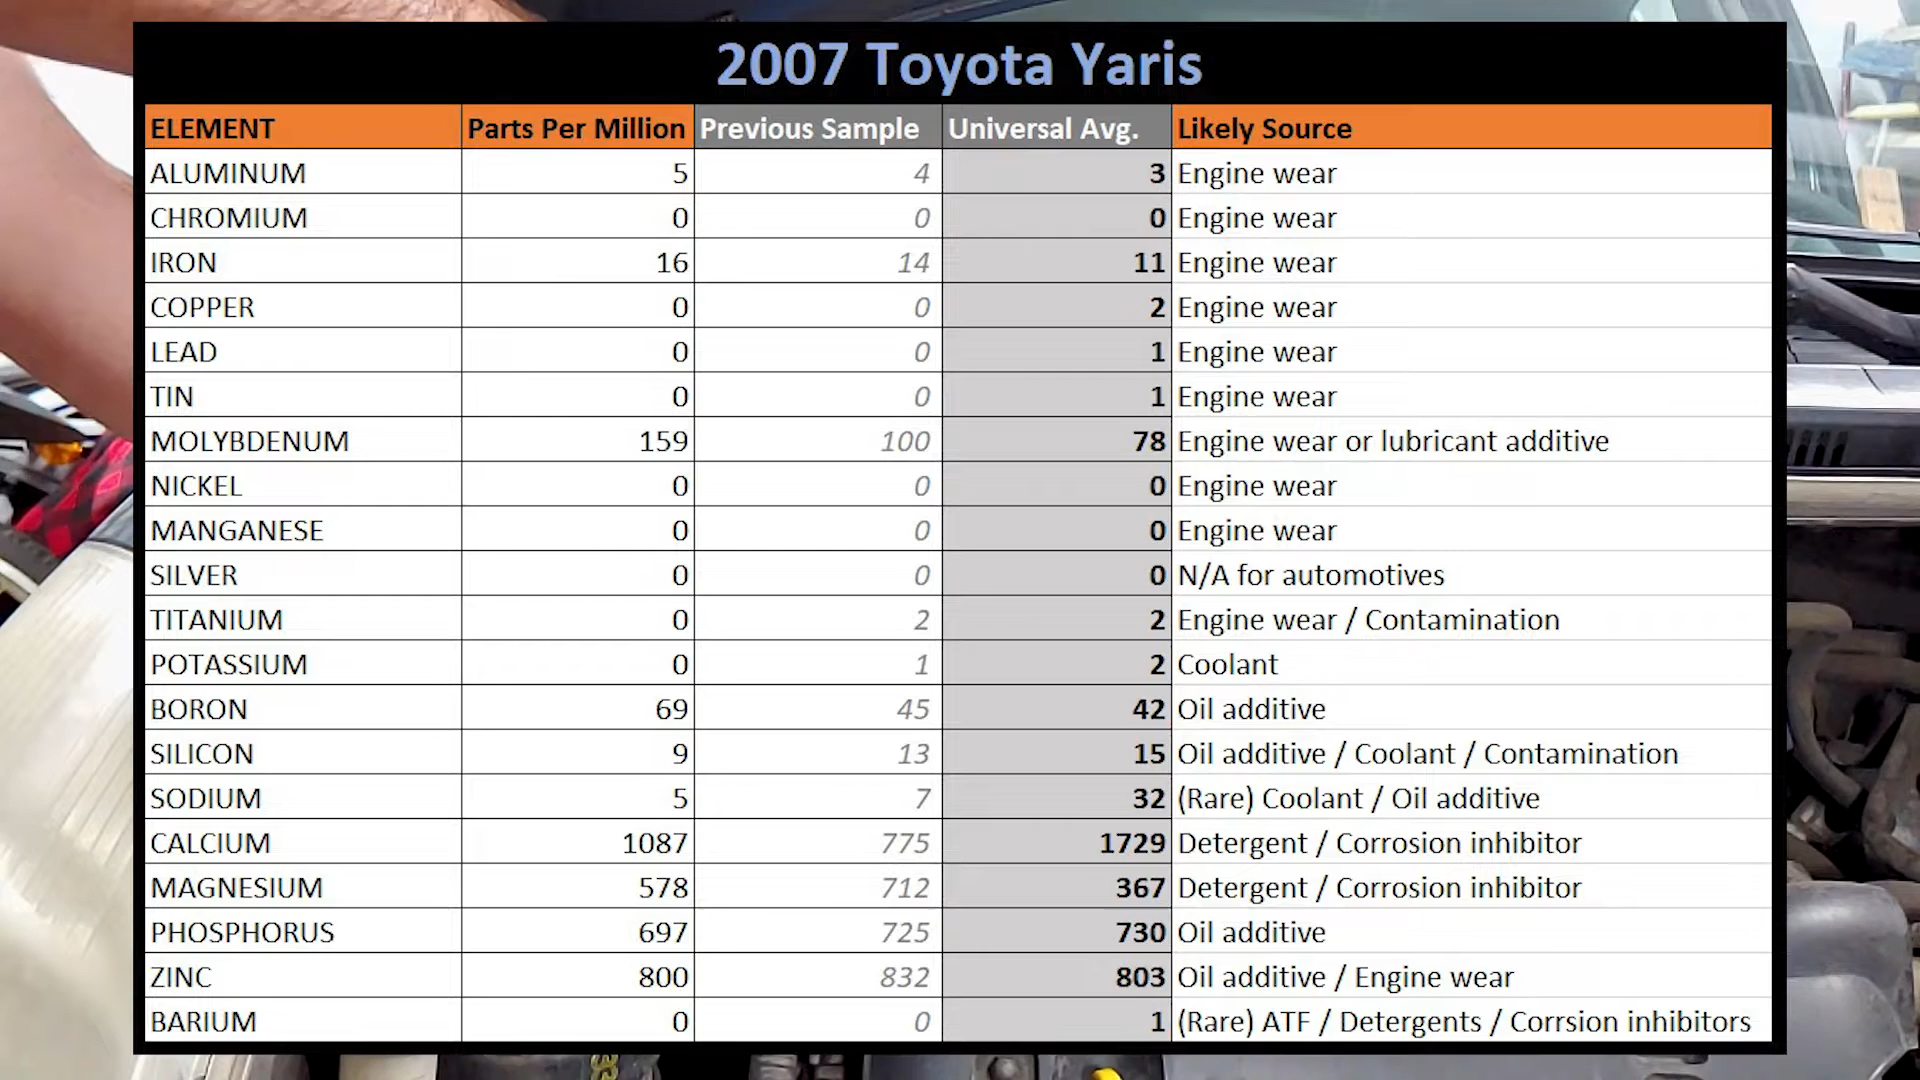 2007 Toyota Yaris
ELEMENT Parts Per Million Previous Sample Universal Avg. Likely Source
ALUMINUM 5 4 3 Engine wear
CHROMIUM 0 0 0 Engine wear
IRON 16 14 11 Engine wear
COPPER 0 0 2 Engine wear
LEAD 0 0 1 Engine wear
TIN 0 0 1 Engine wear
MOLYBDENUM 159 100 78 Engine wear or lubricant additive
NICKEL 0 0 0 Engine wear
MANGANESE 0 0 0 Engine wear
SILVER 0 0 0 N/A for automotives
TITANIUM 0 2 2 Engine wear / Contamination
POTASSIUM 0 1 2 Coolant
BORON 69 45 42 Oil additive
SILICON 9 13 15 Oil additive / Coolant / Contamination
SODIUM 5 7 32 (Rare) Coolant / Oil additive
CALCIUM 1087 775 1729 Detergent / Corrosion inhibitor
MAGNESIUM 578 712 367 Detergent / Corrosion inhibitor
PHOSPHORUS 697 725 730 Oil additive
ZINC 800 832 803 Oil additive / Engine wear
BARIUM 0 0 1 (Rare) ATF / Detergents / Corrsion inhibitors